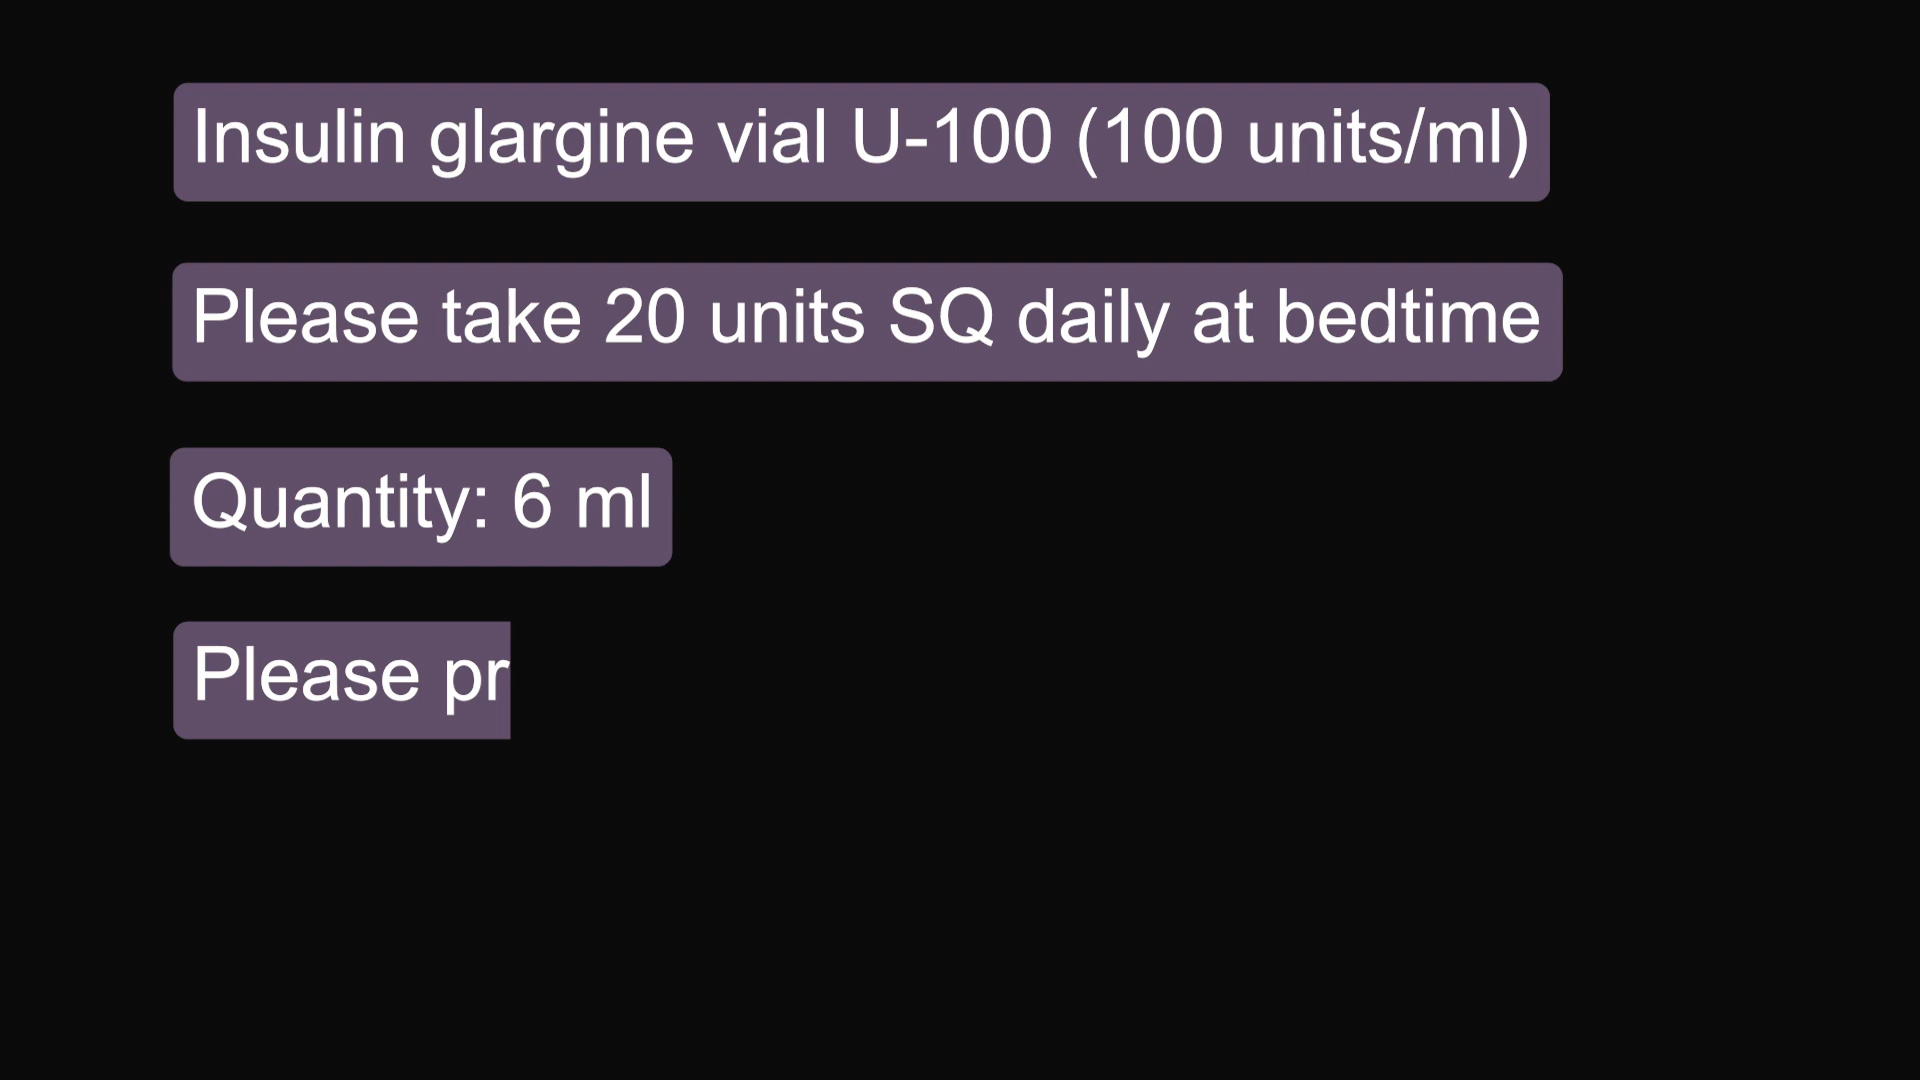 Insulin glargine vial U-100 (100 units/ml)
Please take 20 units SQ daily at bedtime
Quantity: 6 ml
Please pr